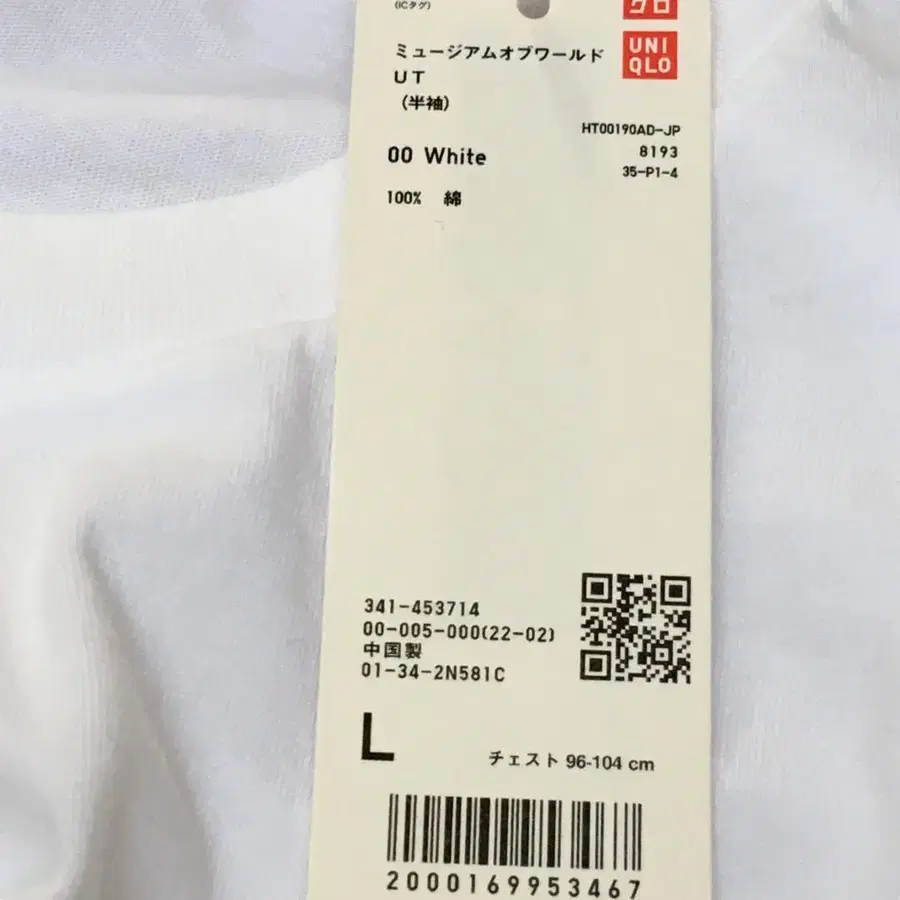 (ICタグ)
クロ
ミュージアムオブワールド
UT
(半袖)
UNI
QLO
HT00190AD-JP
00 White
8193
35-P1-4
100% 綿
341-453714
00-005-000(22-02)
中国製
01-34-2N581C
L
チェスト 96-104 cm
2000169953467